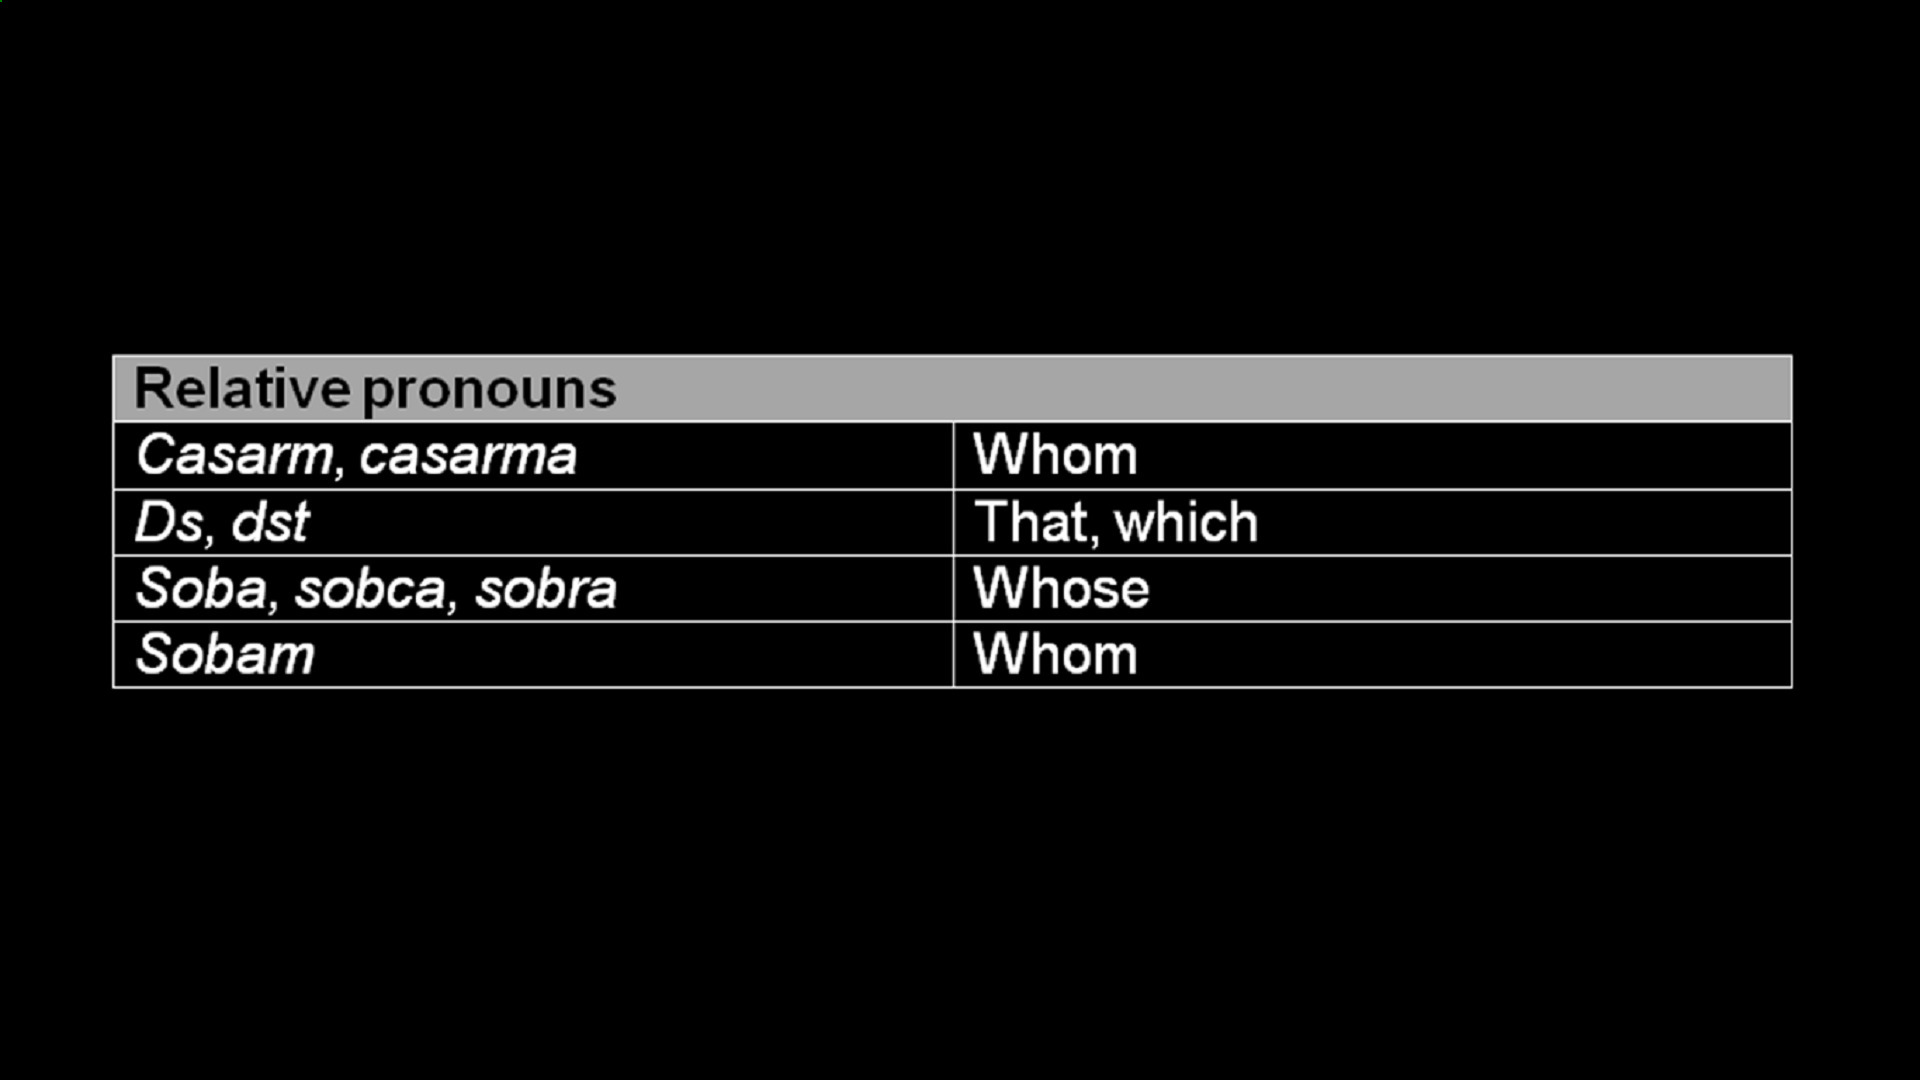 Relative pronouns
Casarm, casarma Whom
Ds, dst That, which
Soba, sobca, sobra Whose
Sobam Whom